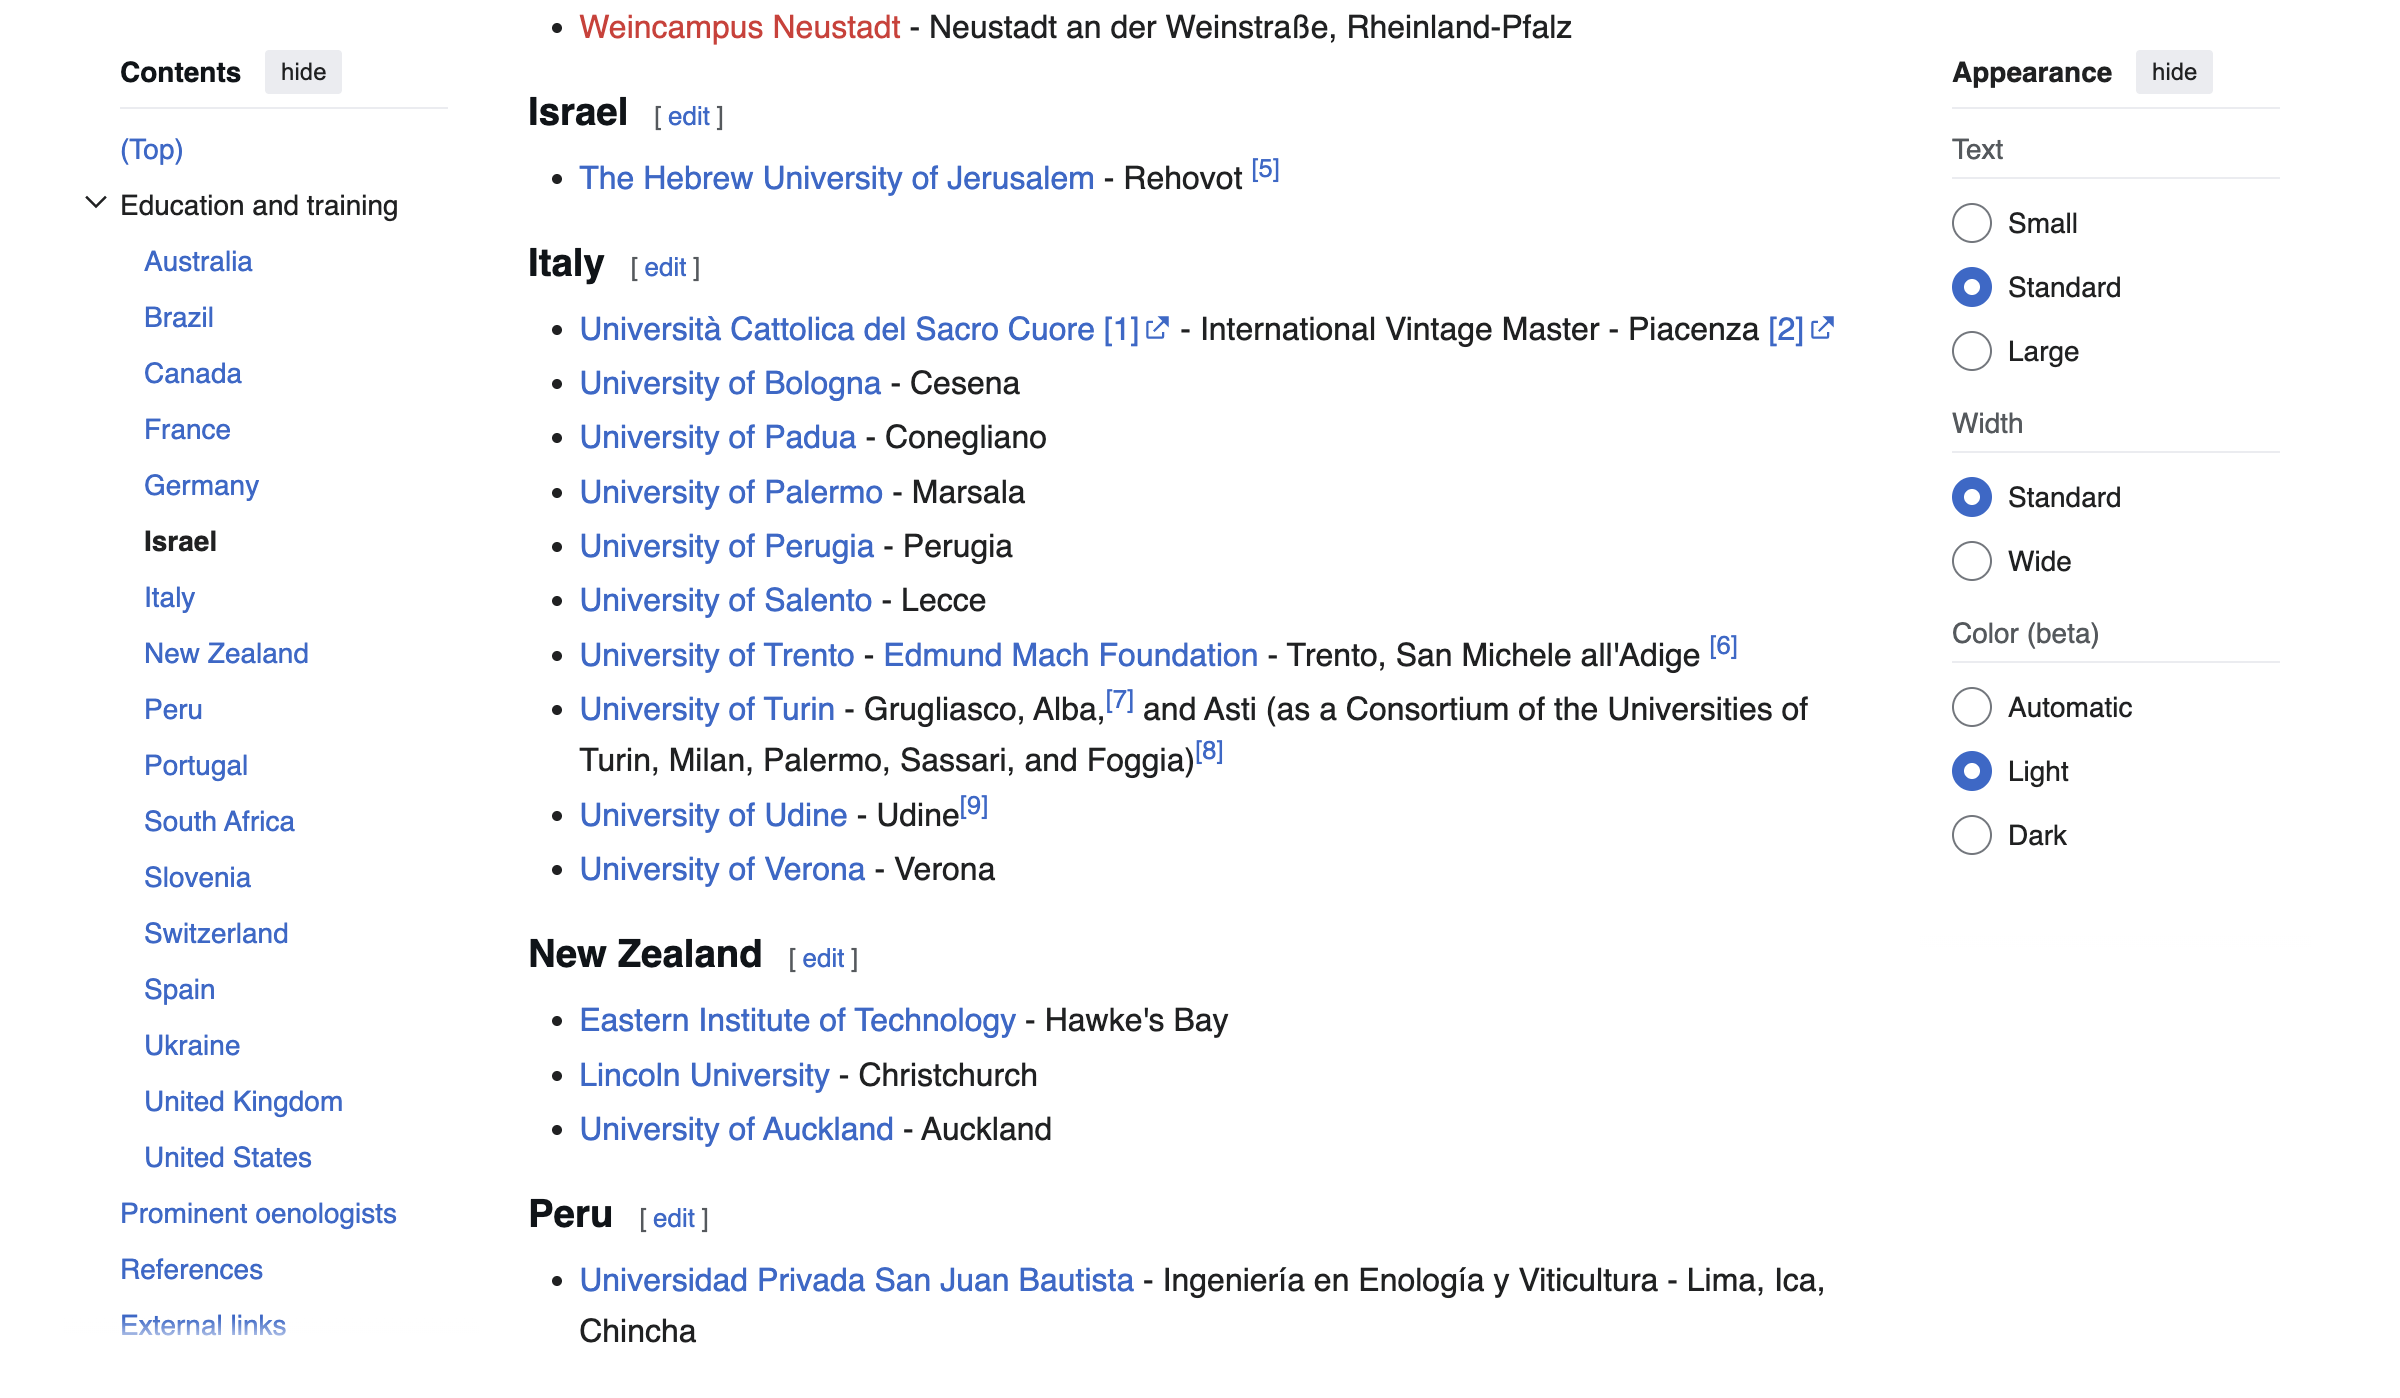 Contents hide
(Top)
Education and training
Australia
Brazil
Canada
France
Germany
Israel
Italy
New Zealand
Peru
Portugal
South Africa
Slovenia
Switzerland
Spain
Ukraine
United Kingdom
United States
Prominent oenologists
References
External links
• Weincampus Neustadt - Neustadt an der Weinstraße, Rheinland-Pfalz
Israel [ edit ]
• The Hebrew University of Jerusalem - Rehovot [5]
Italy [ edit ]
• Università Cattolica del Sacro Cuore [1] - International Vintage Master - Piacenza [2]
• University of Bologna - Cesena
• University of Padua - Conegliano
• University of Palermo - Marsala
• University of Perugia - Perugia
• University of Salento - Lecce
• University of Trento - Edmund Mach Foundation - Trento, San Michele all'Adige [6]
• University of Turin - Grugliasco, Alba,[7] and Asti (as a Consortium of the Universities of
Turin, Milan, Palermo, Sassari, and Foggia)[8]
• University of Udine - Udine[9]
• University of Verona - Verona
New Zealand [ edit ]
• Eastern Institute of Technology - Hawke's Bay
• Lincoln University - Christchurch
• University of Auckland - Auckland
Peru [ edit ]
• Universidad Privada San Juan Bautista - Ingeniería en Enología y Viticultura - Lima, Ica,
Chincha
Appearance hide
Text
Small
Standard
Large
Width
Standard
Wide
Color (beta)
Automatic
Light
Dark